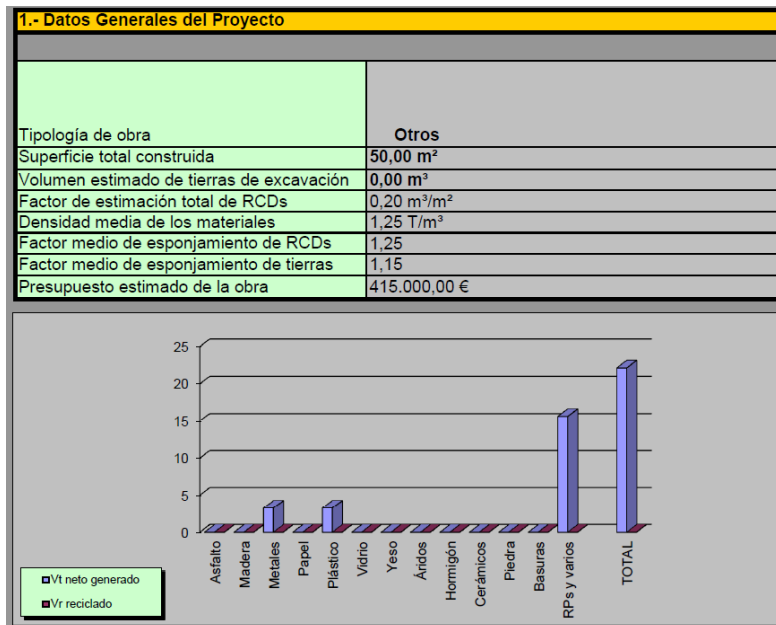 1.- Datos Generales del Proyecto
Tipología de obra Otros
Superficie total construida 50,00 m²
Volumen estimado de tierras de excavación 0,00 m³
Factor de estimación total de RCDs 0,20 m³/m²
Densidad media de los materiales 1,25 T/m³
Factor medio de esponjamiento de RCDs 1,25
Factor medio de esponjamiento de tierras 1,15
Presupuesto estimado de la obra 415.000,00 €
25
20
15
10
5
0
Asfalto
Madera
Metales
Papel
Plástico
Vidrio
Yeso
Áridos
Hormigón
Cerámicos
Piedra
Basuras
RPs y varios
TOTAL
Vt neto generado
Vr reciclado